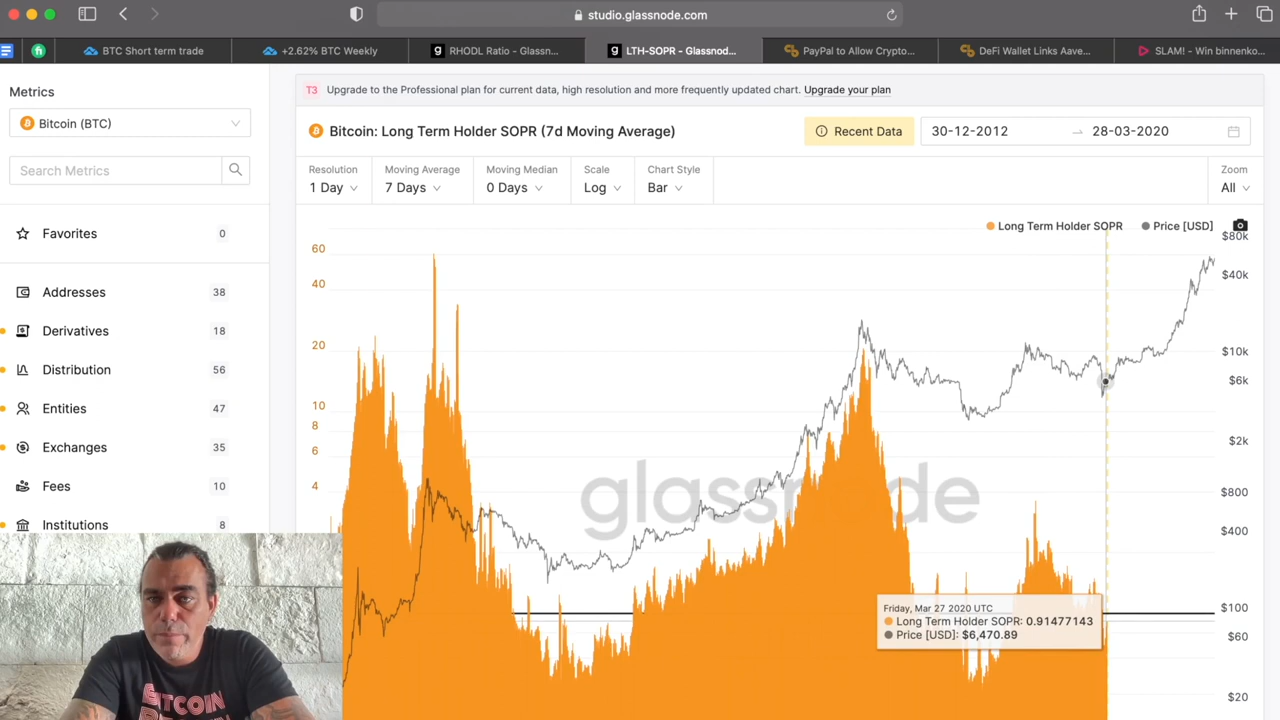 studio.glassnode.com
BTC Short term trade
+2.62% BTC Weekly
g RHODL Ratio - Glassn...
g LTH-SOPR - Glassnod...
PayPal to Allow Crypto...
DeFi Wallet Links Aave...
SLAM! - Win binnenko...
Metrics
Bitcoin (BTC)
Search Metrics
Favorites 0
Addresses 38
Derivatives 18
Distribution 56
Entities 47
Exchanges 35
Fees 10
Institutions 8
T3 Upgrade to the Professional plan for current data, high resolution and more frequently updated chart. Upgrade your plan
Bitcoin: Long Term Holder SOPR (7d Moving Average)
Recent Data
30-12-2012 → 28-03-2020
Resolution
1 Day
Moving Average
7 Days
Moving Median
0 Days
Scale
Log
Chart Style
Bar
Zoom
All
Long Term Holder SOPR
Price [USD]
60
40
20
10
8
6
4
$80k
$40k
$10k
$6k
$2k
$800
$400
$100
$60
$20
glassnode
Friday, Mar 27 2020 UTC
Long Term Holder SOPR: 0.91477143
Price [USD]: $6,470.89
BITCOIN